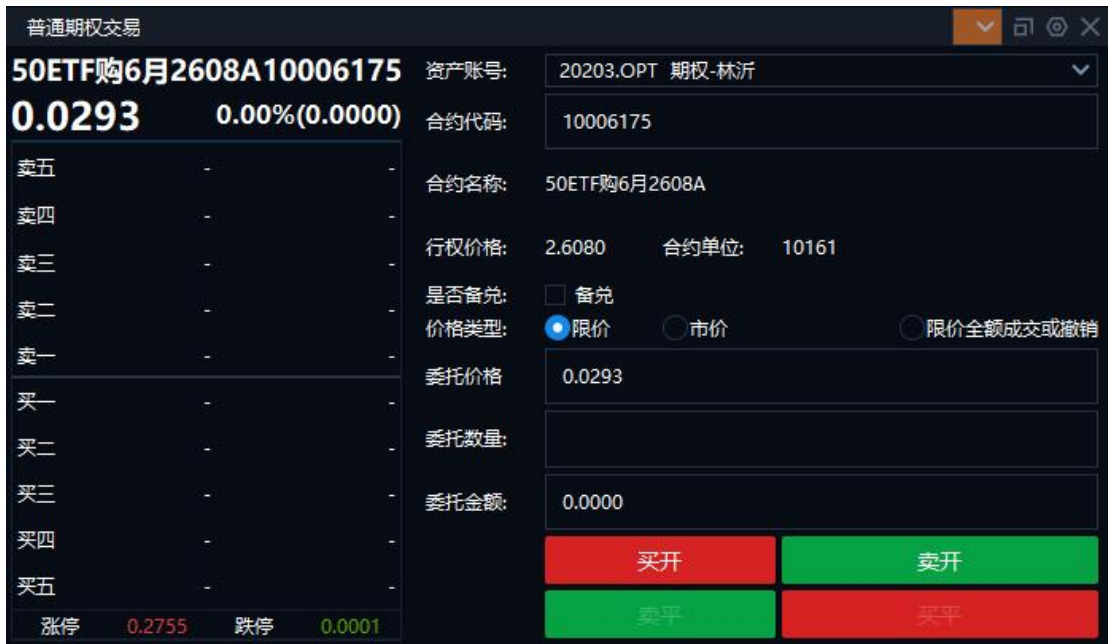 普通期权交易
50ETF购6月2608A10006175
0.0293 0.00%(0.0000)
卖五 - -
卖四 - -
卖三 - -
卖二 - -
卖一 - -
买一 - -
买二 - -
买三 - -
买四 - -
买五 - -
涨停 0.2755 跌停 0.0001
资产账号: 20203.OPT 期权-林沂
合约代码: 10006175
合约名称: 50ETF购6月2608A
行权价格: 2.6080 合约单位: 10161
是否备兑: 备兑
价格类型: 限价 市价 限价全额成交或撤销
委托价格 0.0293
委托数量:
委托金额: 0.0000
买开 卖开
卖平 买平